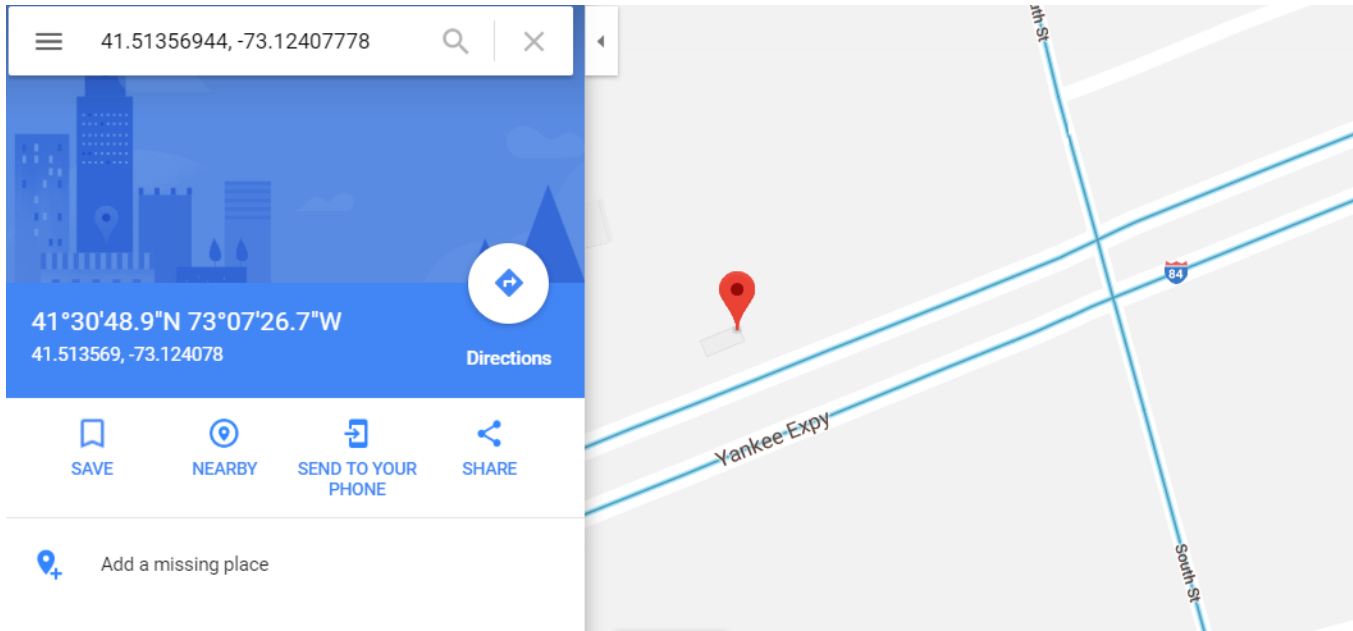 41.51356944, -73.12407778
41°30'48.9"N 73°07'26.7"W
41.513569, -73.124078
Directions
SAVE
NEARBY
SEND TO YOUR
PHONE
SHARE
Add a missing place
uth St
84
Yankee Expy
South St